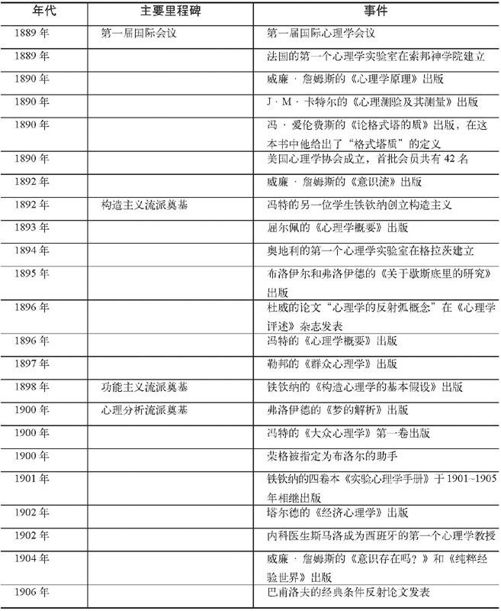 年代 主要里程碑 事件
1889 年 第一届国际会议 第一届国际心理学会议
1889 年 法国的第一个心理学实验室在索邦神学院建立
1890 年 威廉·詹姆斯的《心理学原理》出版
1890 年 J·M·卡特尔的《心理测验及其测量》出版
1890 年 冯·爱伦费斯的《论格式塔的质》出版，在这
本书中他给出了“格式塔质”的定义
1890 年 美国心理学协会成立，首批会员共有 42 名
1892 年 威廉·詹姆斯的《意识流》出版
1892 年 构造主义流派奠基 冯特的另一位学生铁钦纳创立构造主义
1893 年 屈尔佩的《心理学概要》出版
1894 年 奥地利的第一个心理学实验室在格拉茨建立
1895 年 布洛伊尔和弗洛伊德的《关于歇斯底里的研究》
出版
1896 年 杜威的论文“心理学的反射弧概念”在《心理学
评述》杂志发表
1896 年 冯特的《心理学概要》出版
1897 年 勒邦的《群众心理学》出版
1898 年 功能主义流派奠基 铁钦纳的《构造心理学的基本假设》出版
1900 年 心理分析流派奠基 弗洛伊德的《梦的解析》出版
1900 年 冯特的《大众心理学》第一卷出版
1900 年 荣格被指定为布洛尔的助手
1901 年 铁钦纳的四卷本《实验心理学手册》于 1901~1905
年相继出版
1902 年 塔尔德的《经济心理学》出版
1902 年 内科医生斯马洛成为西班牙的第一个心理学教授
1904 年 威廉·詹姆斯的《意识存在吗？》和《纯粹经
验世界》出版
1906 年 巴甫洛夫的经典条件反射论文发表